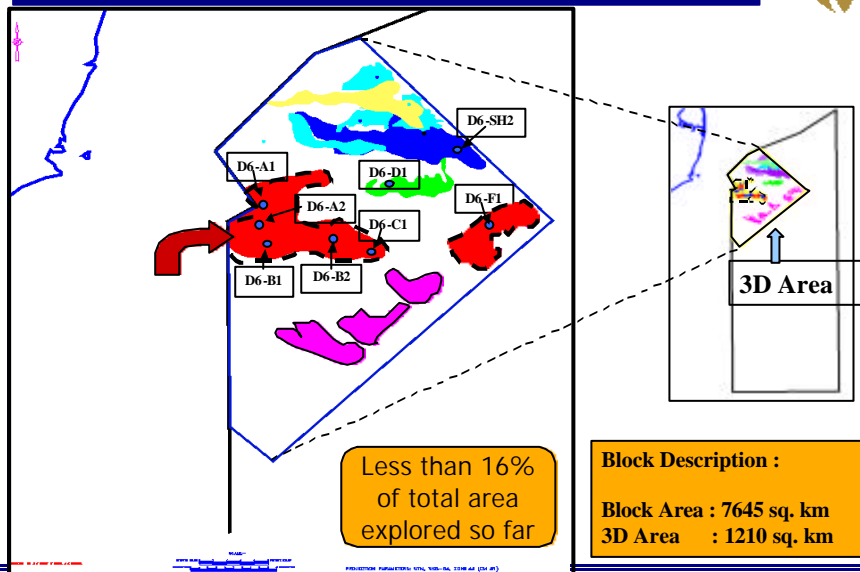 D6-SH2
D6-A1
D6-D1
D6-A2
D6-F1
D6-C1
D6-B1
D6-B2
3D Area
Less than 16%
of total area
explored so far
Block Description :
Block Area : 7645 sq. km
3D Area : 1210 sq. km